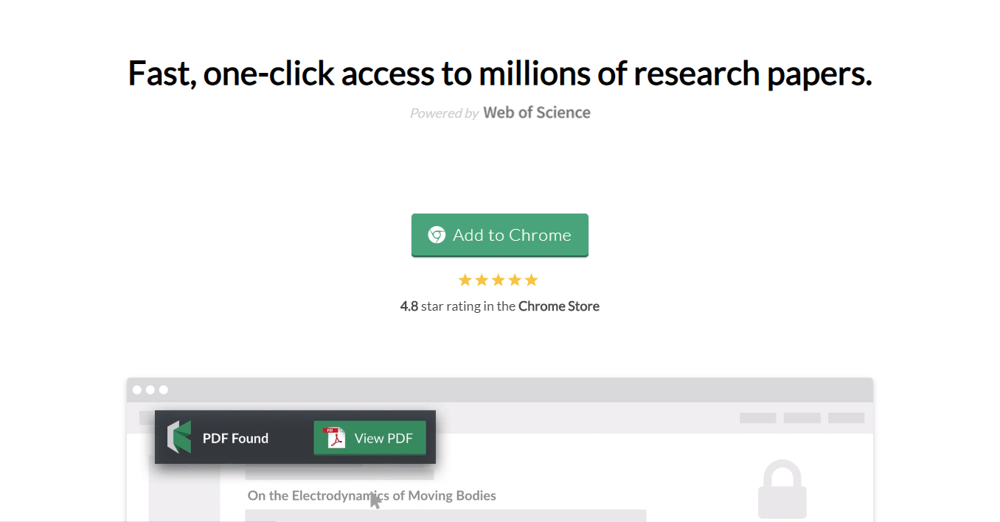 Fast, one-click access to millions of research papers.
Powered by Web of Science
Add to Chrome
4.8 star rating in the Chrome Store
PDF Found
PDF
View PDF
On the Electrodynamics of Moving Bodies